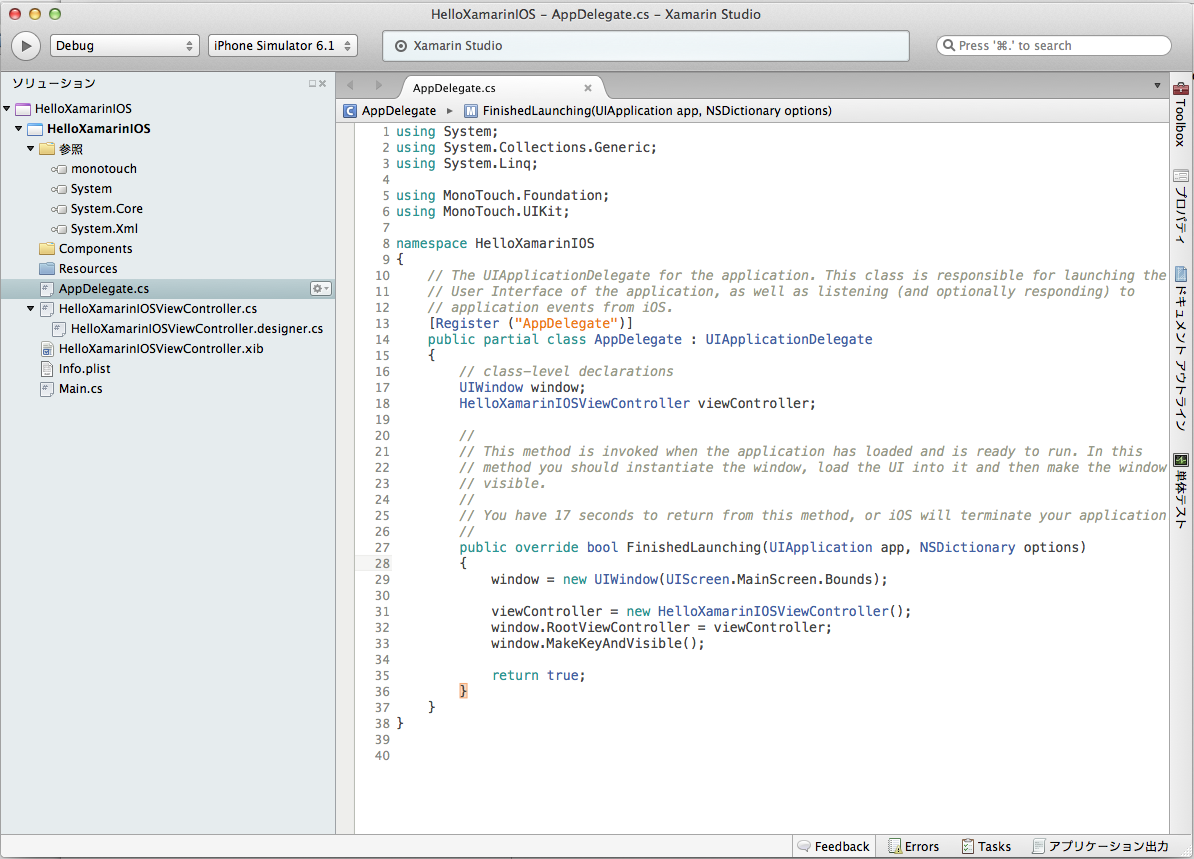 HelloXamarinIOS – AppDelegate.cs – Xamarin Studio
Debug
iPhone Simulator 6.1
Xamarin Studio
Press '⌘.' to search
ソリューション
HelloXamarinIOS
HelloXamarinIOS
参照
monotouch
System
System.Core
System.Xml
Components
Resources
AppDelegate.cs
HelloXamarinIOSViewController.cs
HelloXamarinIOSViewController.designer.cs
HelloXamarinIOSViewController.xib
Info.plist
Main.cs
AppDelegate.cs
C AppDelegate ▸ M FinishedLaunching(UIApplication app, NSDictionary options)
1 using System;
2 using System.Collections.Generic;
3 using System.Linq;
4
5 using MonoTouch.Foundation;
6 using MonoTouch.UIKit;
7
8 namespace HelloXamarinIOS
9 {
10     // The UIApplicationDelegate for the application. This class is responsible for launching the
11     // User Interface of the application, as well as listening (and optionally responding) to
12     // application events from iOS.
13     [Register ("AppDelegate")]
14     public partial class AppDelegate : UIApplicationDelegate
15     {
16         // class-level declarations
17         UIWindow window;
18         HelloXamarinIOSViewController viewController;
19
20         //
21         // This method is invoked when the application has loaded and is ready to run. In this
22         // method you should instantiate the window, load the UI into it and then make the window
23         // visible.
24         //
25         // You have 17 seconds to return from this method, or iOS will terminate your application
26         //
27         public override bool FinishedLaunching(UIApplication app, NSDictionary options)
28         {
29             window = new UIWindow(UIScreen.MainScreen.Bounds);
30
31             viewController = new HelloXamarinIOSViewController();
32             window.RootViewController = viewController;
33             window.MakeKeyAndVisible();
34
35             return true;
36         }
37     }
38 }
39
40
Toolbox
プロパティ
ドキュメント アウトライン
単体テスト
Feedback
Errors
Tasks
アプリケーション出力